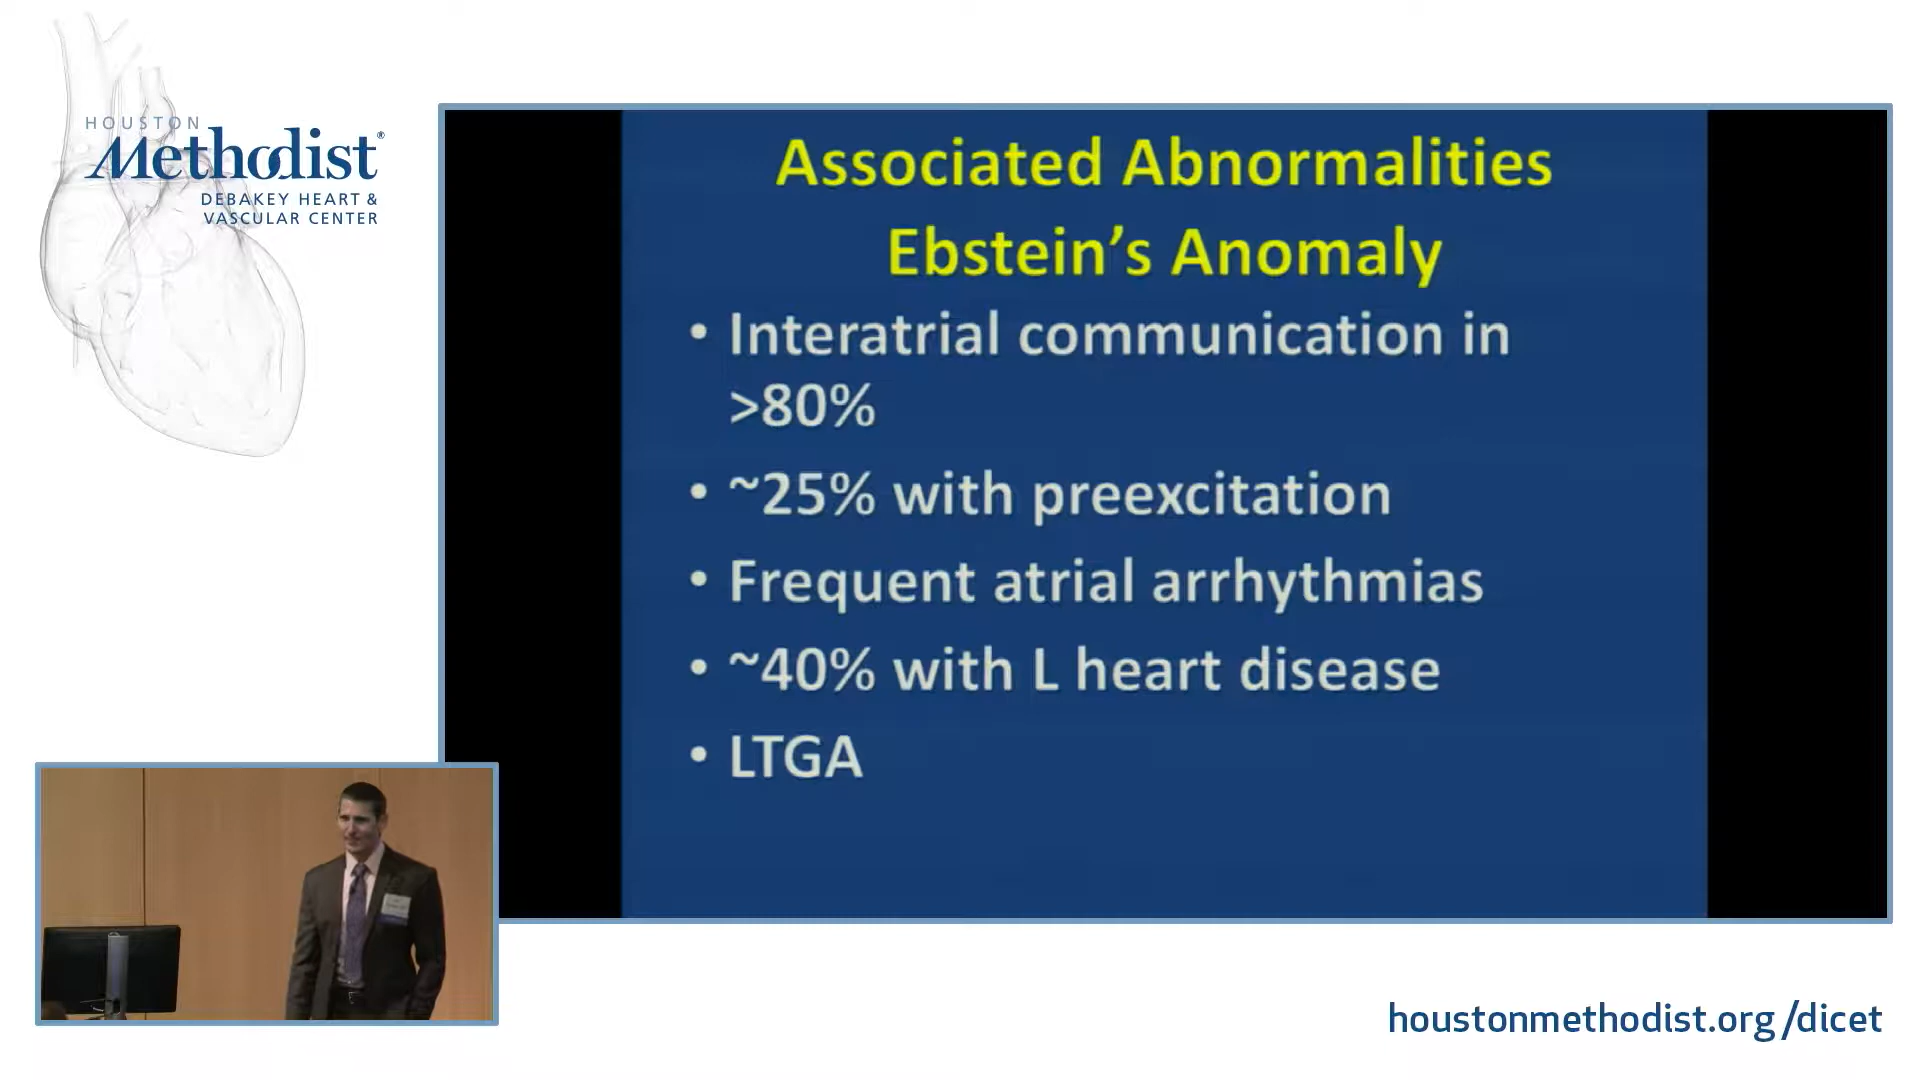 HOUSTON
Methodist®
DEBAKEY HEART &
VASCULAR CENTER
Associated Abnormalities
Ebstein’s Anomaly
• Interatrial communication in
>80%
• ~25% with preexcitation
• Frequent atrial arrhythmias
• ~40% with L heart disease
• LTGA
houstonmethodist.org/dicet